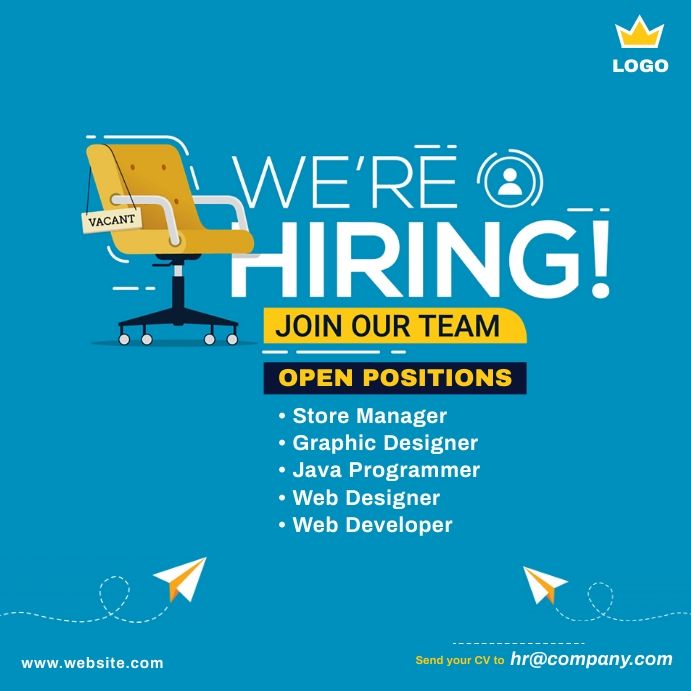 LOGO
WE'RE
HIRING!
VACANT
JOIN OUR TEAM
OPEN POSITIONS
• Store Manager
• Graphic Designer
• Java Programmer
• Web Designer
• Web Developer
www.website.com
Send your CV to hr@company.com